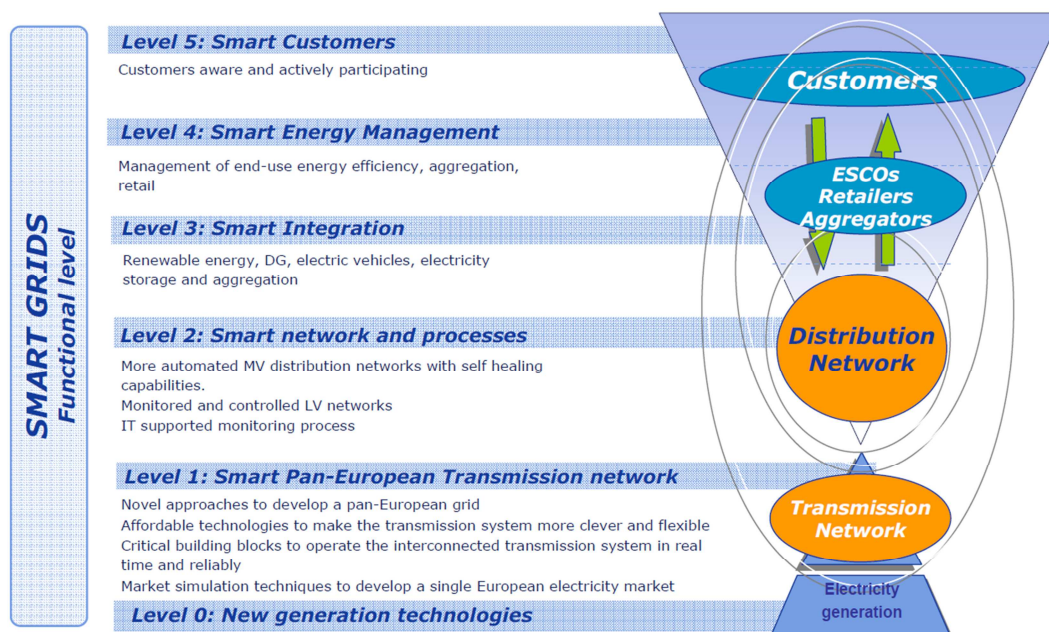 SMART GRIDS
Functional level
Level 5: Smart Customers
Customers aware and actively participating
Level 4: Smart Energy Management
Management of end-use energy efficiency, aggregation,
retail
Level 3: Smart Integration
Renewable energy, DG, electric vehicles, electricity
storage and aggregation
Level 2: Smart network and processes
More automated MV distribution networks with self healing
capabilities.
Monitored and controlled LV networks
IT supported monitoring process
Level 1: Smart Pan-European Transmission network
Novel approaches to develop a pan-European grid
Affordable technologies to make the transmission system more clever and flexible
Critical building blocks to operate the interconnected transmission system in real
time and reliably
Market simulation techniques to develop a single European electricity market
Level 0: New generation technologies
Customers
ESCOs
Retailers
Aggregators
Distribution
Network
Transmission
Network
Electricity
generation